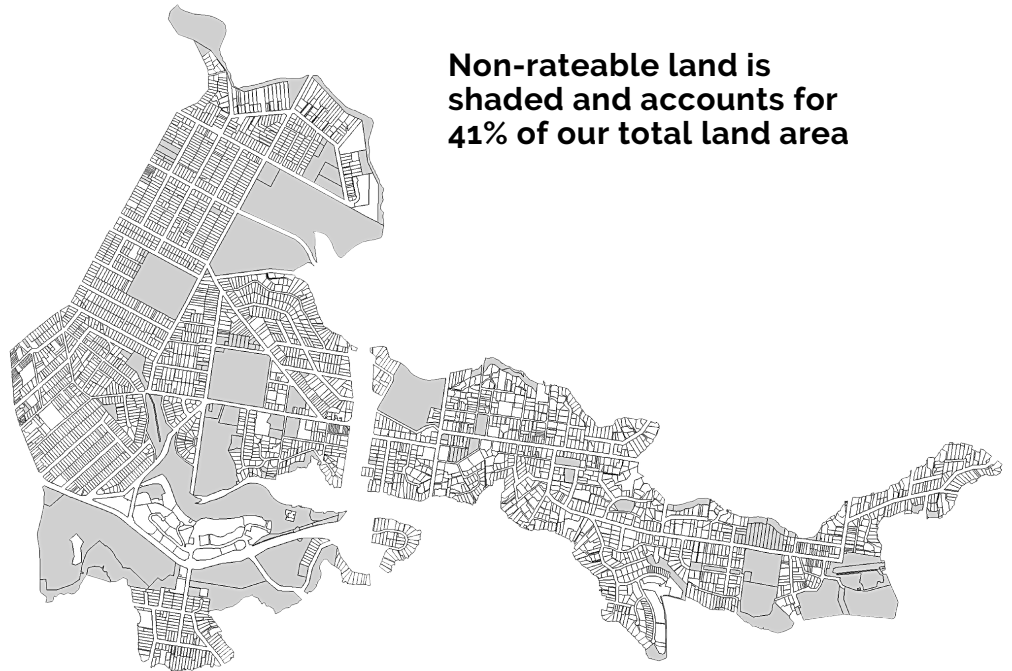 Non-rateable land is
shaded and accounts for
41% of our total land area